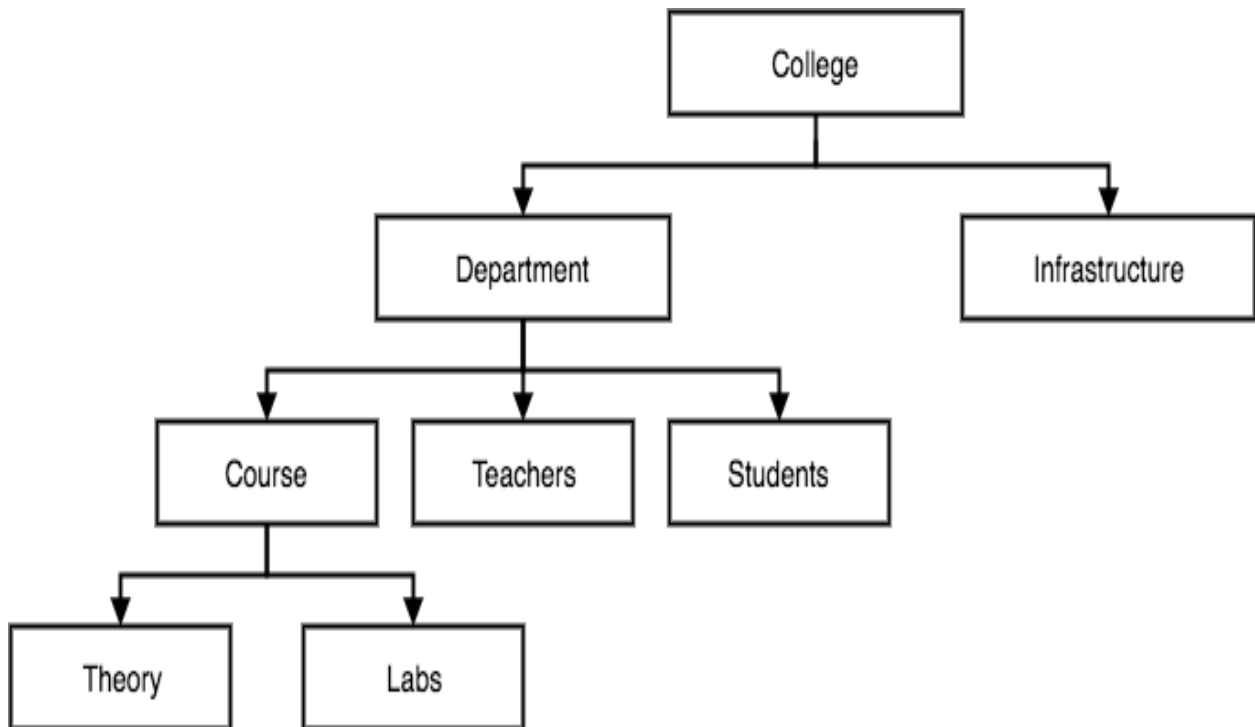 College
Department
Infrastructure
Course
Teachers
Students
Theory
Labs